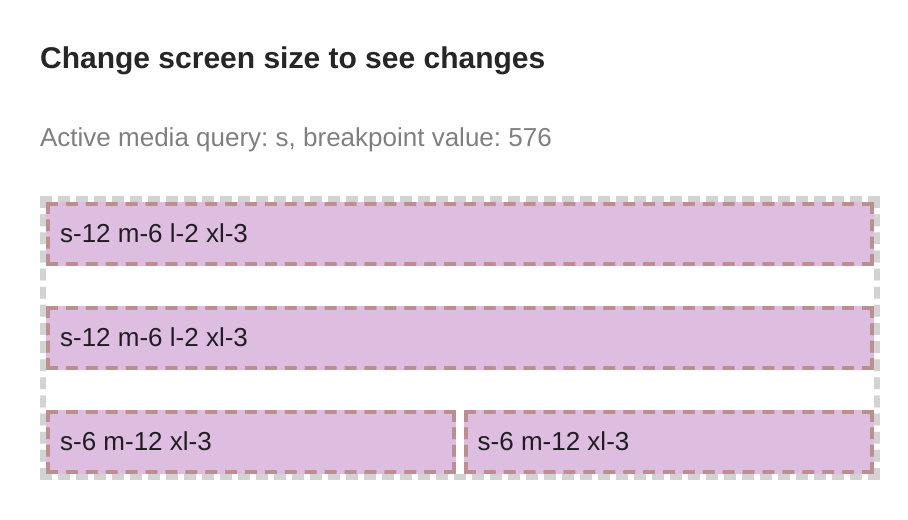 Change screen size to see changes
Active media query: s, breakpoint value: 576
s-12 m-6 l-2 xl-3
s-12 m-6 l-2 xl-3
s-6 m-12 xl-3 s-6 m-12 xl-3